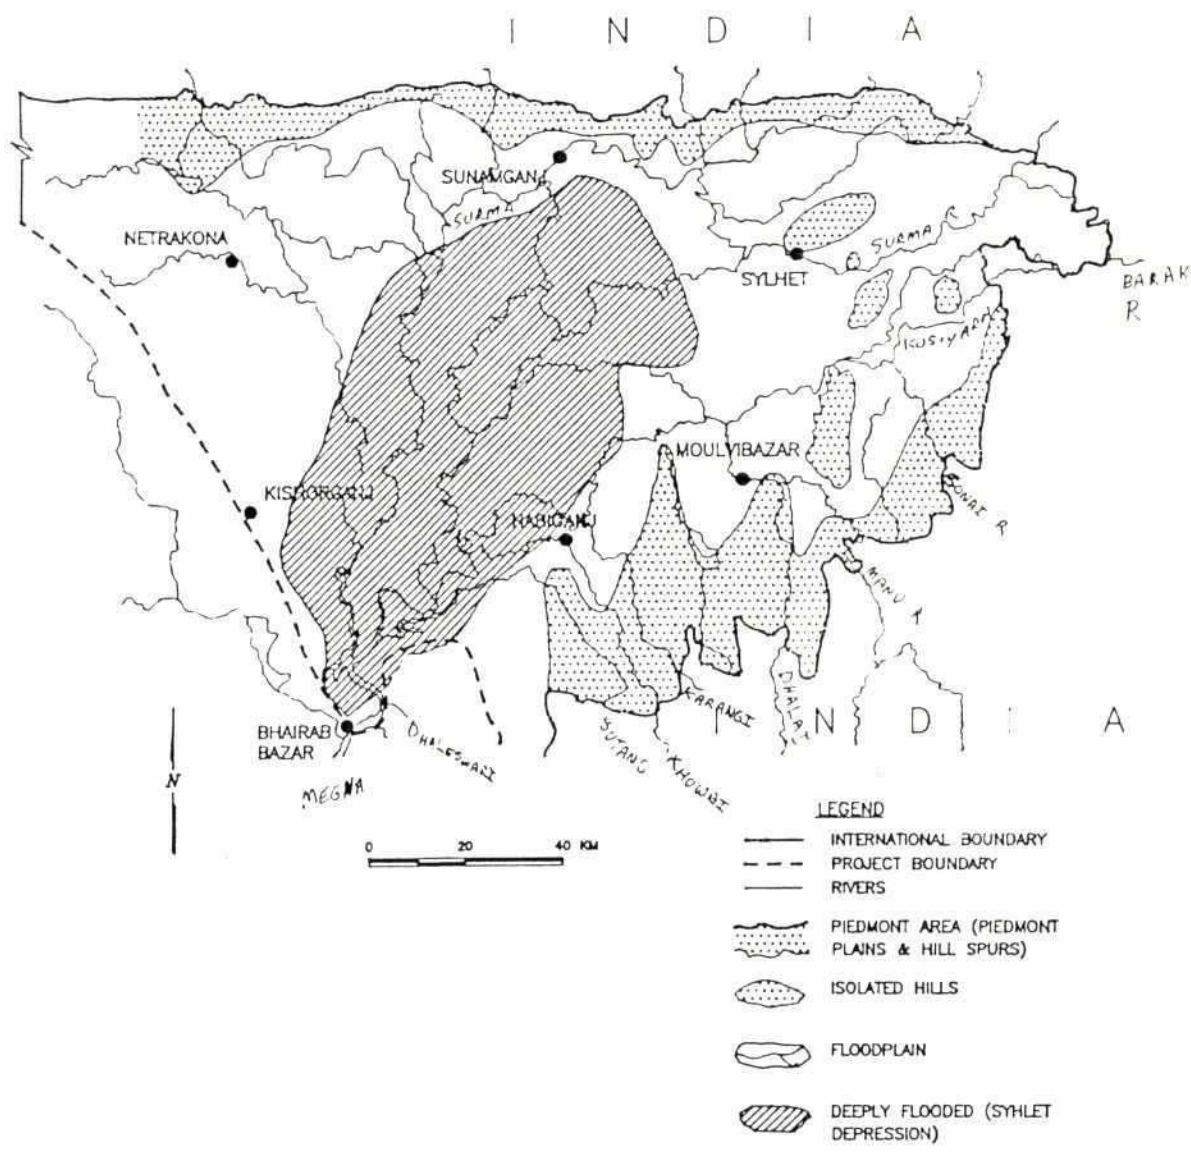 I N D I A
SUNAMGANJ
SURMA
NETRAKONA
SURMA R
SYLHET
BARAK
R
KUSIYARA
MOULVIBAZAR
KISHORGANJ
SONAI R
NABIGANJ
MANU R
DHALAI
KARANGI
I N D I A
BHAIRAB
BAZAR
DHALESWARI
SUTANG
KHOWAI
MEGNA
N
0 20 40 KM
LEGEND
INTERNATIONAL BOUNDARY
PROJECT BOUNDARY
RIVERS
PIEDMONT AREA (PIEDMONT
PLAINS & HILL SPURS)
ISOLATED HILLS
FLOODPLAIN
DEEPLY FLOODED (SYHLET
DEPRESSION)